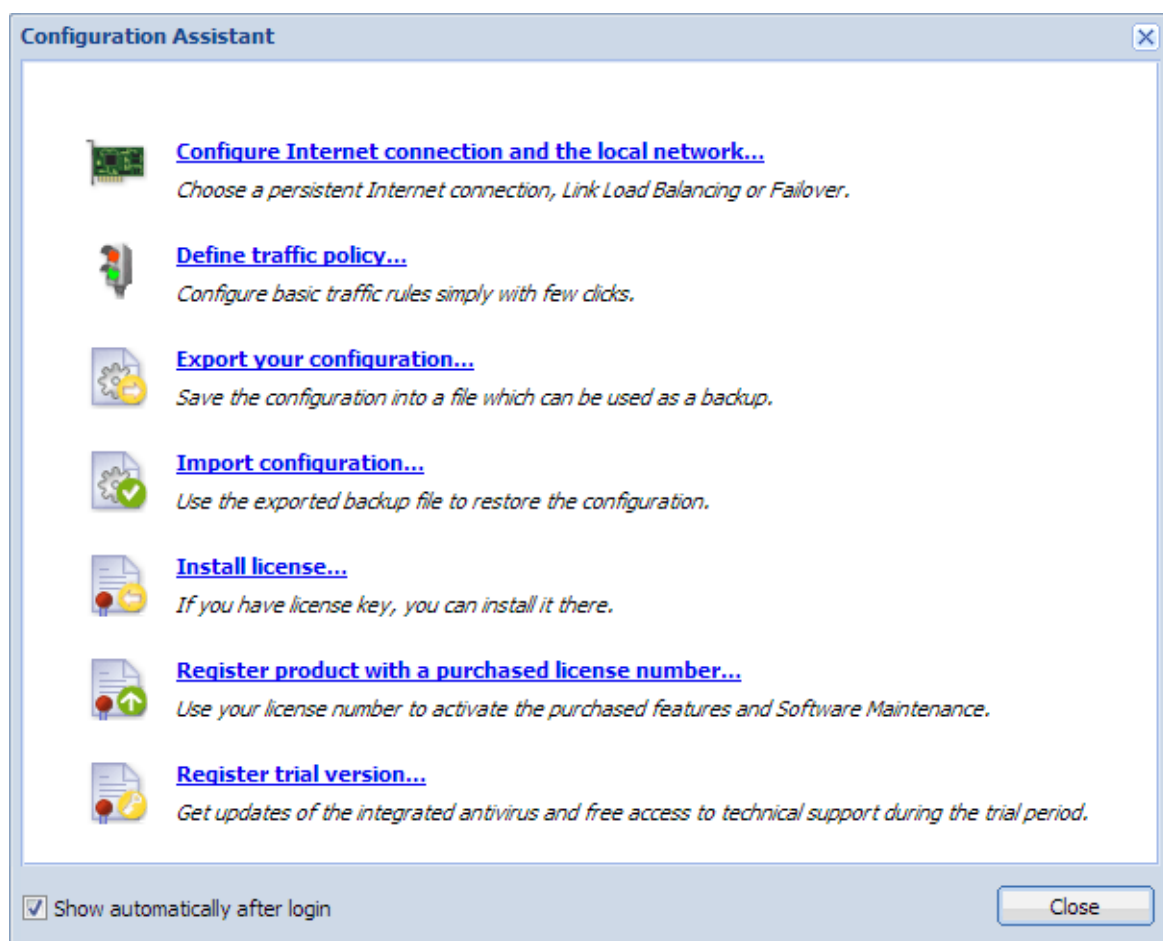 Configuration Assistant
Configure Internet connection and the local network...
Choose a persistent Internet connection, Link Load Balancing or Failover.
Define traffic policy...
Configure basic traffic rules simply with few clicks.
Export your configuration...
Save the configuration into a file which can be used as a backup.
Import configuration...
Use the exported backup file to restore the configuration.
Install license...
If you have license key, you can install it there.
Register product with a purchased license number...
Use your license number to activate the purchased features and Software Maintenance.
Register trial version...
Get updates of the integrated antivirus and free access to technical support during the trial period.
Show automatically after login
Close